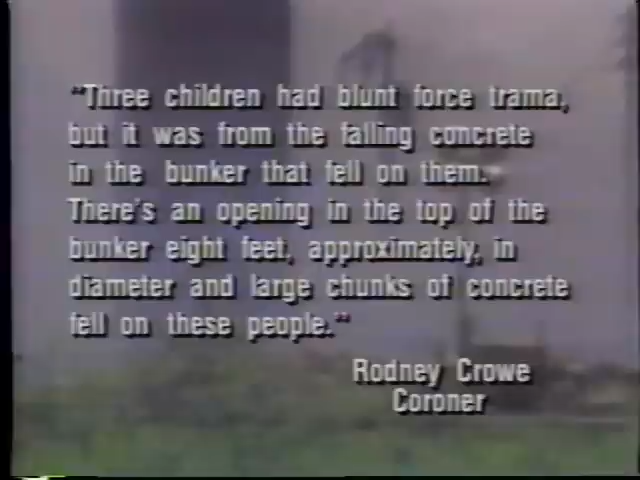 "Three children had blunt force trama,
but it was from the falling concrete
in the bunker that fell on them.
There's an opening in the top of the
bunker eight feet, approximately, in
diameter and large chunks of concrete
fell on these people."
Rodney Crowe
Coroner